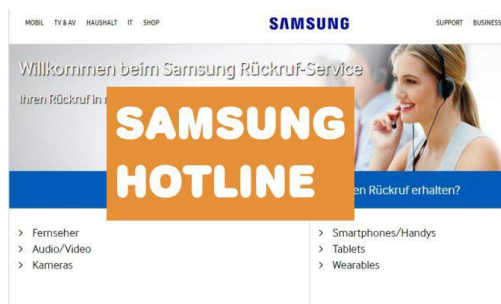 MOBIL TV & AV HAUSHALT IT SHOP SAMSUNG SUPPORT BUSINESS
Willkommen beim Samsung Rückruf-Service
Ihren Rückruf in
SAMSUNG
HOTLINE
en Rückruf erhalten?
> Fernseher
> Audio/Video
> Kameras
> Smartphones/Handys
> Tablets
> Wearables